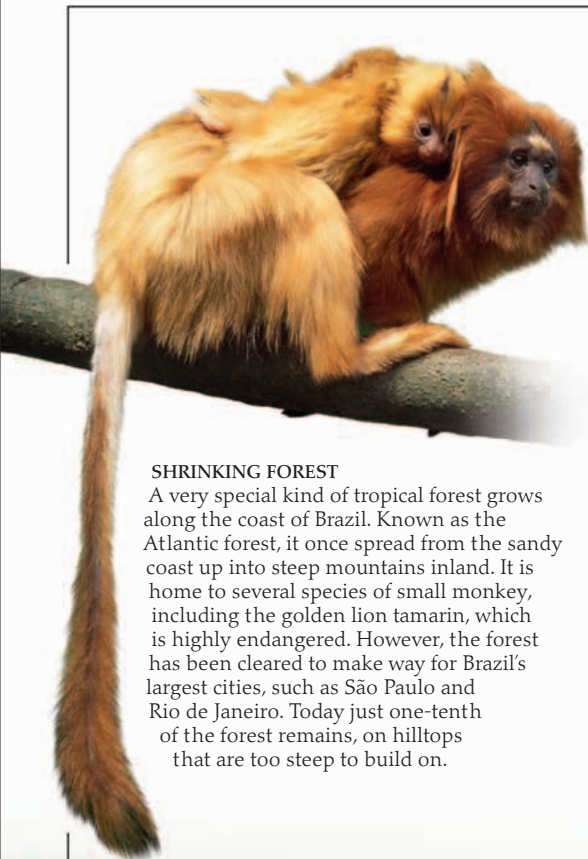 SHRINKING FOREST
A very special kind of tropical forest grows
along the coast of Brazil. Known as the
Atlantic forest, it once spread from the sandy
coast up into steep mountains inland. It is
home to several species of small monkey,
including the golden lion tamarin, which
is highly endangered. However, the forest
has been cleared to make way for Brazil’s
largest cities, such as São Paulo and
Rio de Janeiro. Today just one-tenth
of the forest remains, on hilltops
that are too steep to build on.